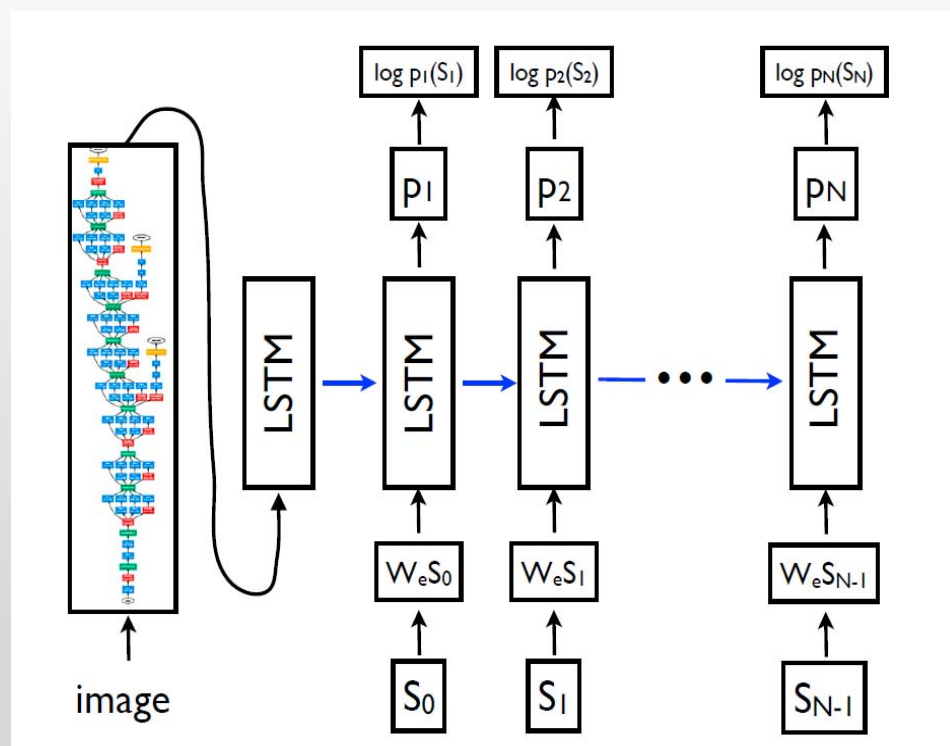 log p₁(S₁) log p₂(S₂) log pN(SN)
p₁ p₂ pN
LSTM LSTM LSTM ••• LSTM
WₑS₀ WₑS₁ WₑSN-1
image S₀ S₁ SN-1